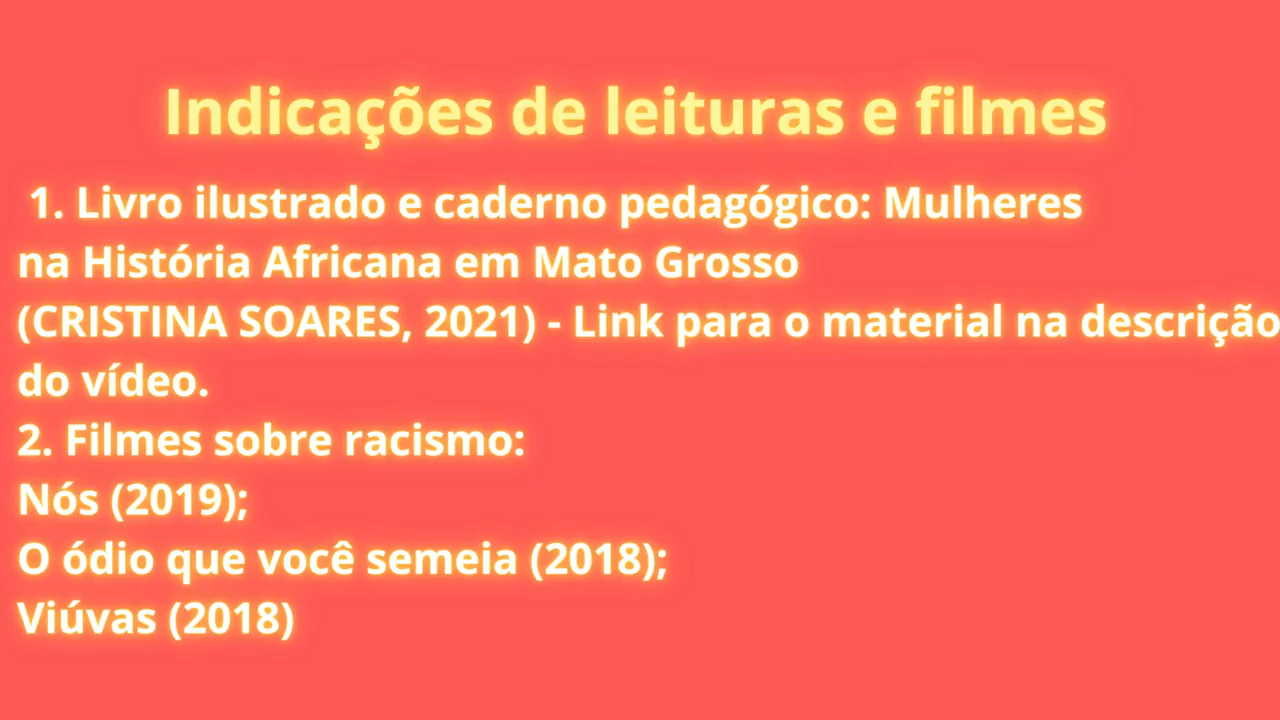 Indicações de leituras e filmes
1. Livro ilustrado e caderno pedagógico: Mulheres
na História Africana em Mato Grosso
(CRISTINA SOARES, 2021) - Link para o material na descrição
do vídeo.
2. Filmes sobre racismo:
Nós (2019);
O ódio que você semeia (2018);
Viúvas (2018)